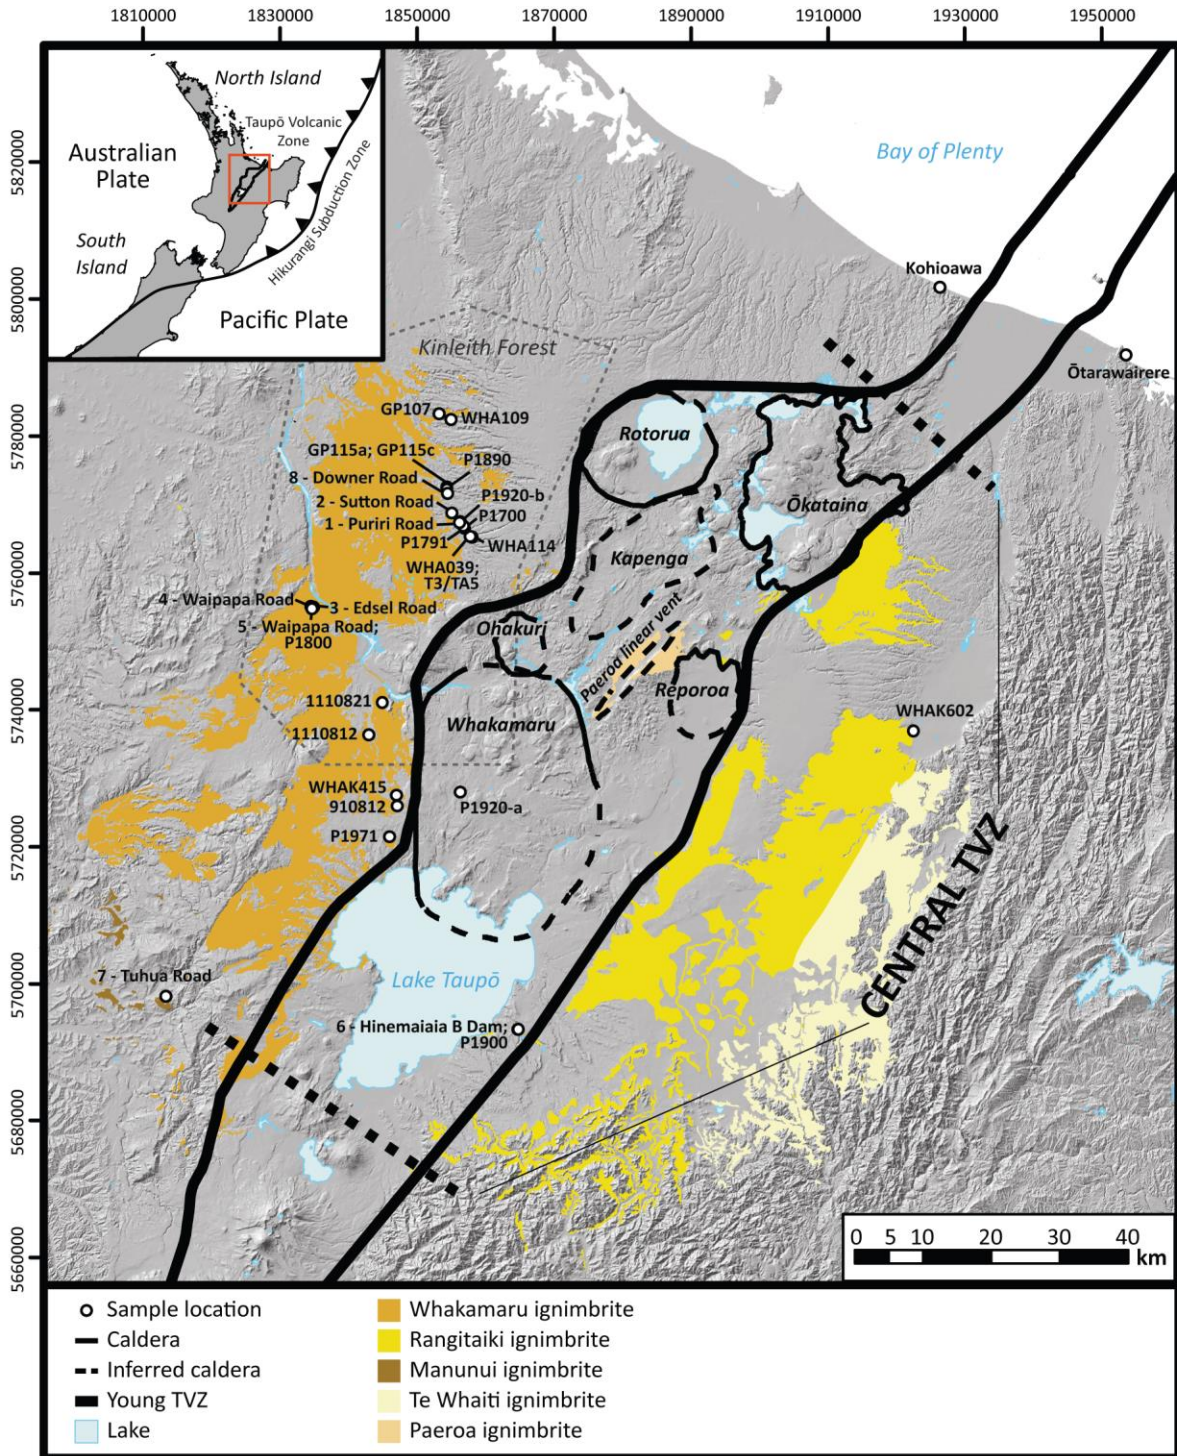 1810000 1830000 1850000 1870000 1890000 1910000 1930000 1950000
5820000
5800000
5780000
5760000
5740000
5720000
5700000
5680000
5660000
North Island
Taupō Volcanic
Zone
Australian
Plate
South
Island
Hikurangi Subduction Zone
Pacific Plate
Bay of Plenty
Kohioawa
Ōtarawairere
Kinleith Forest
GP107
WHA109
GP115a; GP115c
P1890
8 - Downer Road
2 - Sutton Road
P1920-b
1 - Puriri Road
P1700
P1791
WHA114
WHA039;
T3/TA5
4 - Waipapa Road
3 - Edsel Road
5 - Waipapa Road;
P1800
Rotorua
Ōkataina
Kapenga
Ohakuri
Paeroa linear vent
Reporoa
Whakamaru
1110821
1110812
WHAK415
910812
P1971
P1920-a
WHAK602
CENTRAL TVZ
7 - Tuhua Road
Lake Taupō
6 - Hinemaiaia B Dam;
P1900
0 5 10 20 30 40
km
Sample location
Caldera
Inferred caldera
Young TVZ
Lake
Whakamaru ignimbrite
Rangitaiki ignimbrite
Manunui ignimbrite
Te Whaiti ignimbrite
Paeroa ignimbrite